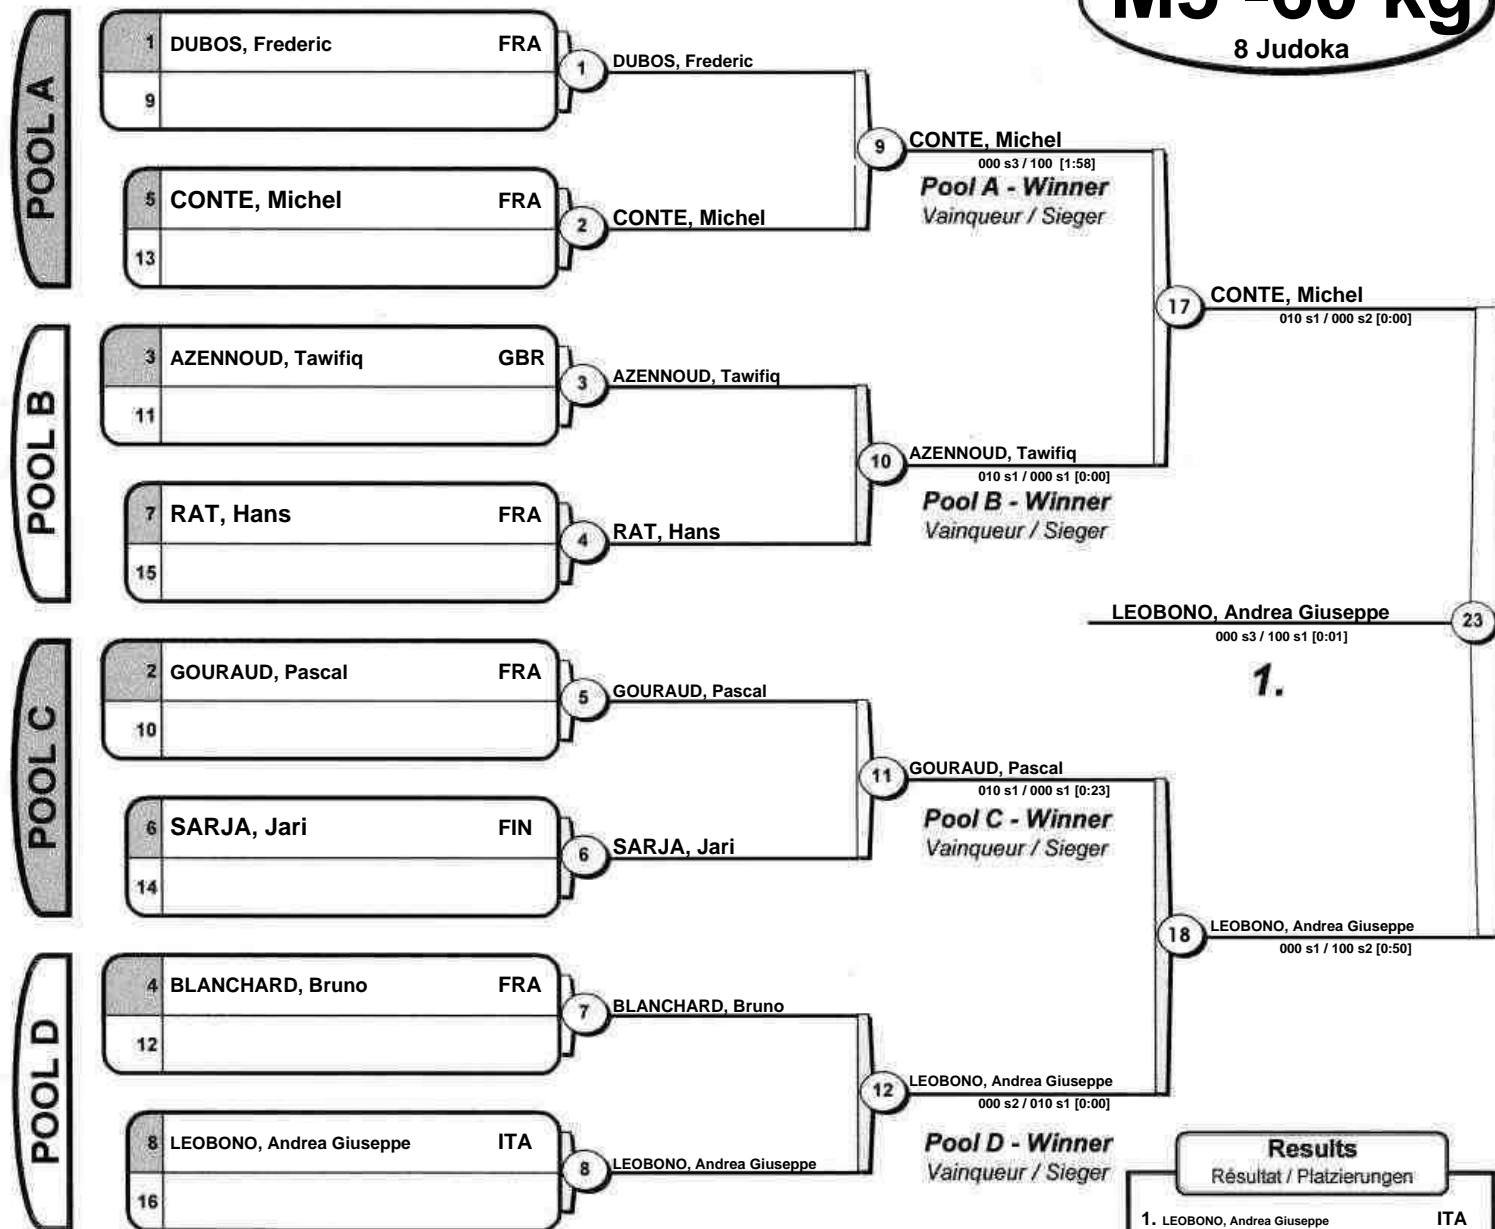 M5 -60 kg
8 Judoka
POOL A
1 DUBOS, Frederic FRA
9
1 DUBOS, Frederic
5 CONTE, Michel FRA
13
2 CONTE, Michel
9 CONTE, Michel
000 s3 / 100 [1:58]
Pool A - Winner
Vainqueur / Sieger
POOL B
3 AZENNOUD, Tawifiq GBR
11
3 AZENNOUD, Tawifiq
7 RAT, Hans FRA
15
4 RAT, Hans
10 AZENNOUD, Tawifiq
010 s1 / 000 s1 [0:00]
Pool B - Winner
Vainqueur / Sieger
17 CONTE, Michel
010 s1 / 000 s2 [0:00]
LEOBONO, Andrea Giuseppe 23
000 s3 / 100 s1 [0:01]
1.
POOL C
2 GOURAUD, Pascal FRA
10
5 GOURAUD, Pascal
6 SARJA, Jari FIN
14
6 SARJA, Jari
11 GOURAUD, Pascal
010 s1 / 000 s1 [0:23]
Pool C - Winner
Vainqueur / Sieger
18 LEOBONO, Andrea Giuseppe
000 s1 / 100 s2 [0:50]
POOL D
4 BLANCHARD, Bruno FRA
12
7 BLANCHARD, Bruno
8 LEOBONO, Andrea Giuseppe ITA
16
8 LEOBONO, Andrea Giuseppe
12 LEOBONO, Andrea Giuseppe
000 s2 / 010 s1 [0:00]
Pool D - Winner
Vainqueur / Sieger
Results
Résultat / Platzierungen
1. LEOBONO, Andrea Giuseppe ITA